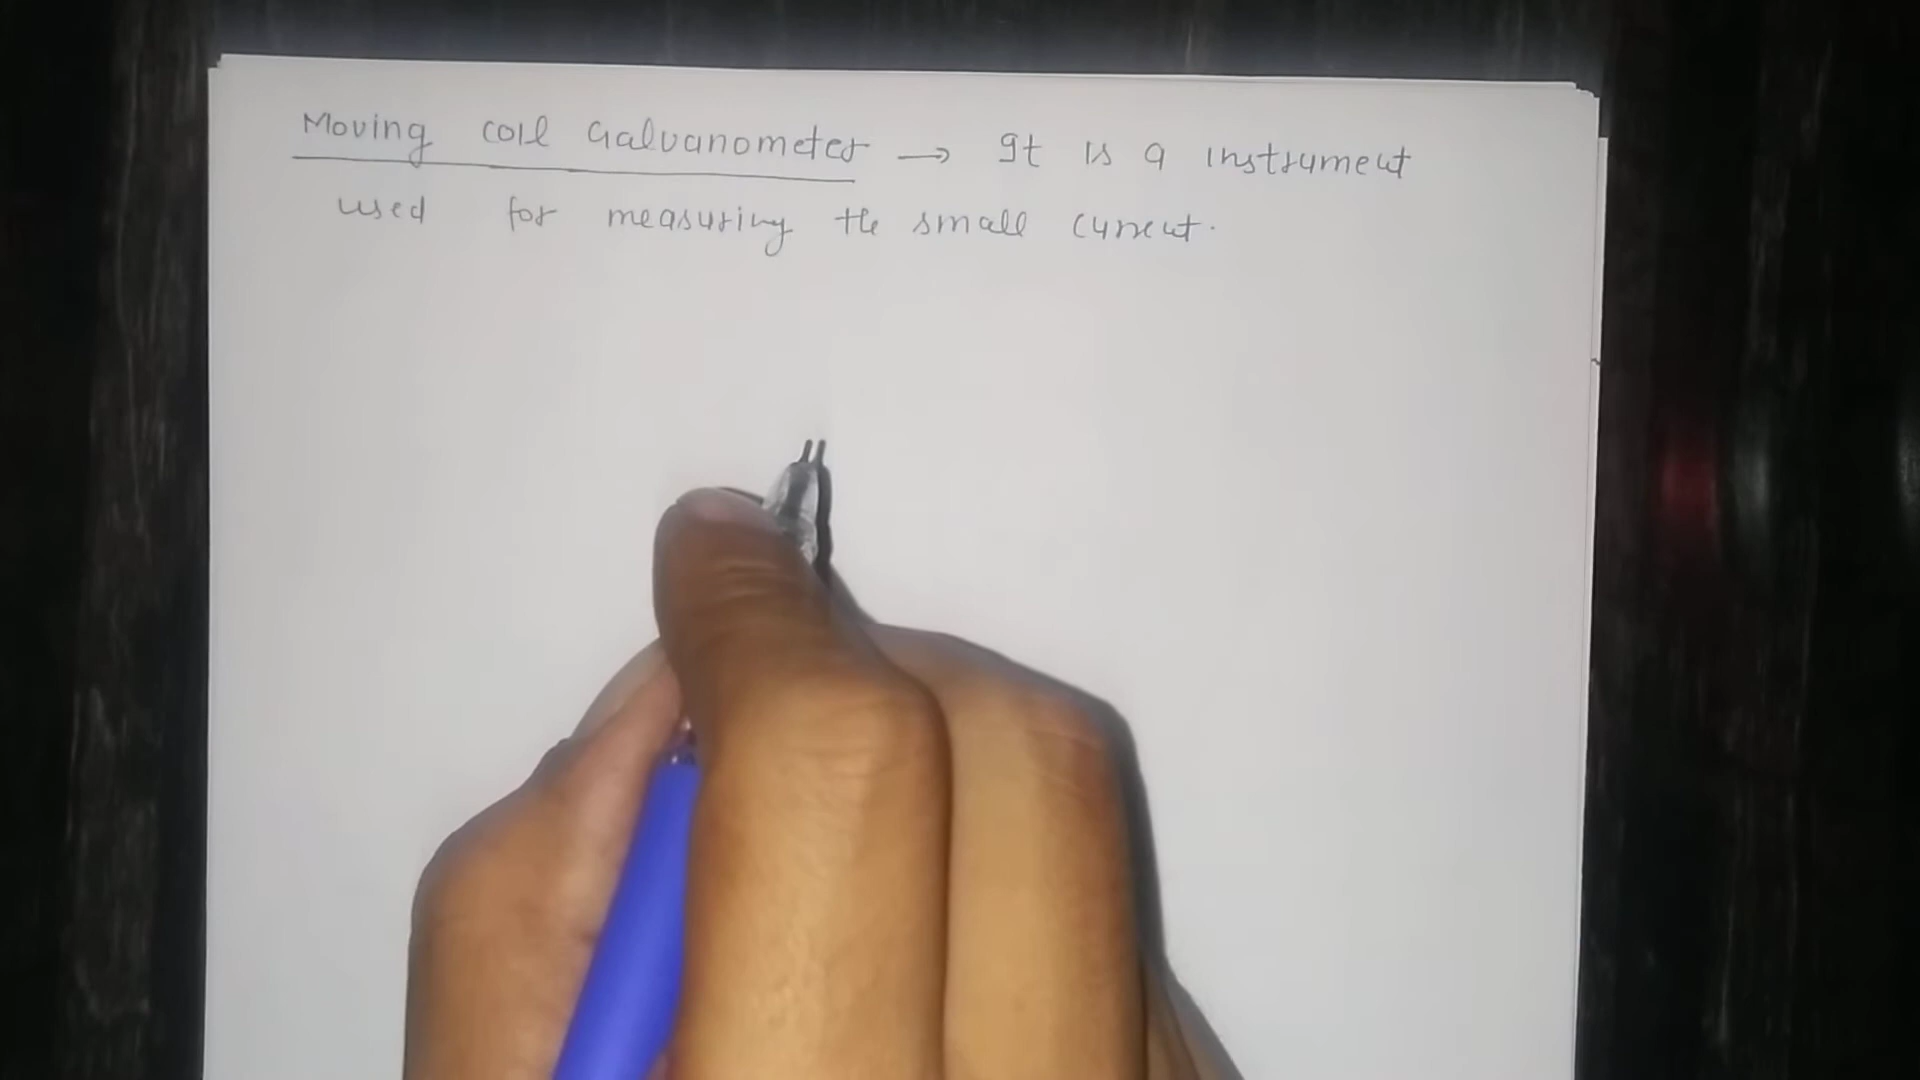 Moving coil Galvanometer → It is a instrument
used for measuring the small current.